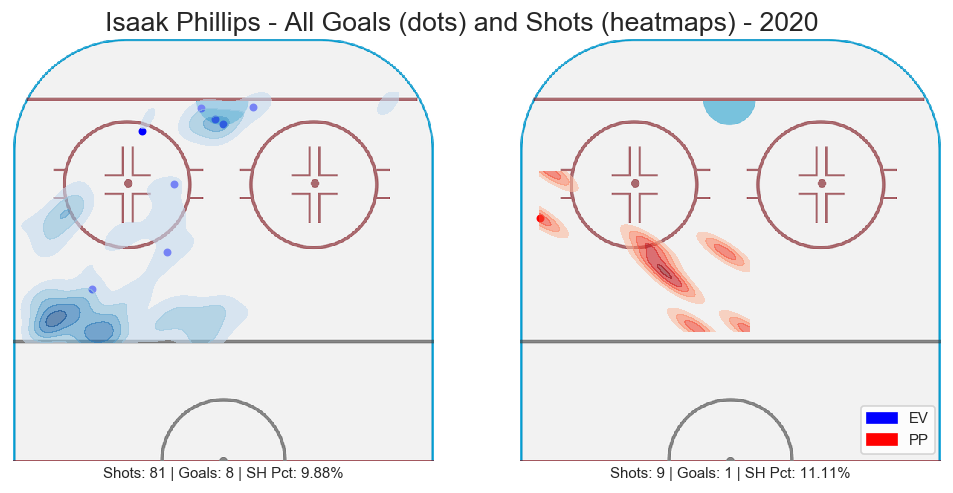 Isaak Phillips - All Goals (dots) and Shots (heatmaps) - 2020
EV
PP
Shots: 81 | Goals: 8 | SH Pct: 9.88%
Shots: 9 | Goals: 1 | SH Pct: 11.11%